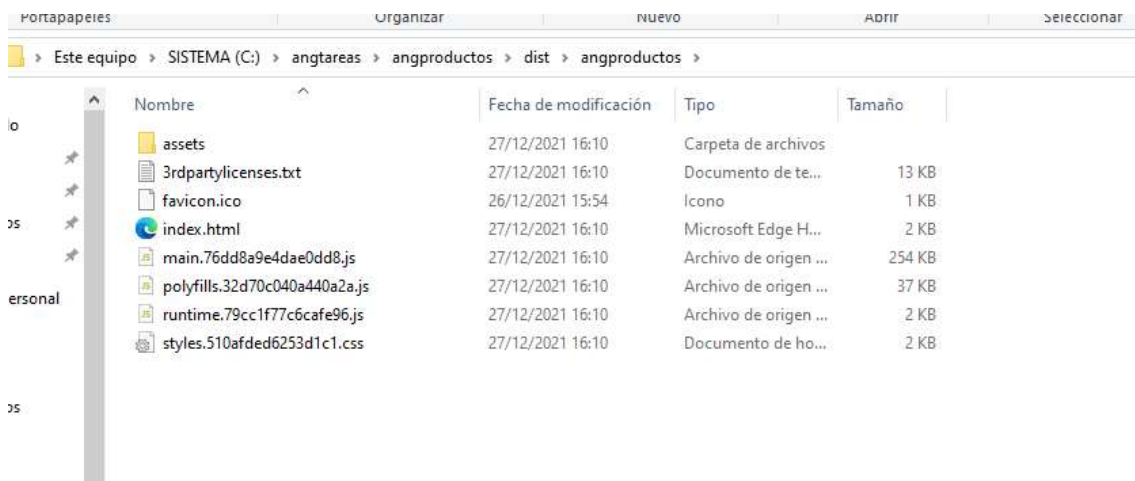 Portapapeles Organizar Nuevo Abrir Seleccionar
Este equipo > SISTEMA (C:) > angtareas > angproductos > dist > angproductos >
Nombre Fecha de modificación Tipo Tamaño
lo
assets 27/12/2021 16:10 Carpeta de archivos
3rdpartylicenses.txt 27/12/2021 16:10 Documento de te... 13 KB
favicon.ico 26/12/2021 15:54 Icono 1 KB
os index.html 27/12/2021 16:10 Microsoft Edge H... 2 KB
main.76dd8a9e4dae0dd8.js 27/12/2021 16:10 Archivo de origen ... 254 KB
polyfills.32d70c040a440a2a.js 27/12/2021 16:10 Archivo de origen ... 37 KB
ersonal
runtime.79cc1f77c6cafe96.js 27/12/2021 16:10 Archivo de origen ... 2 KB
styles.510afded6253d1c1.css 27/12/2021 16:10 Documento de ho... 2 KB
os